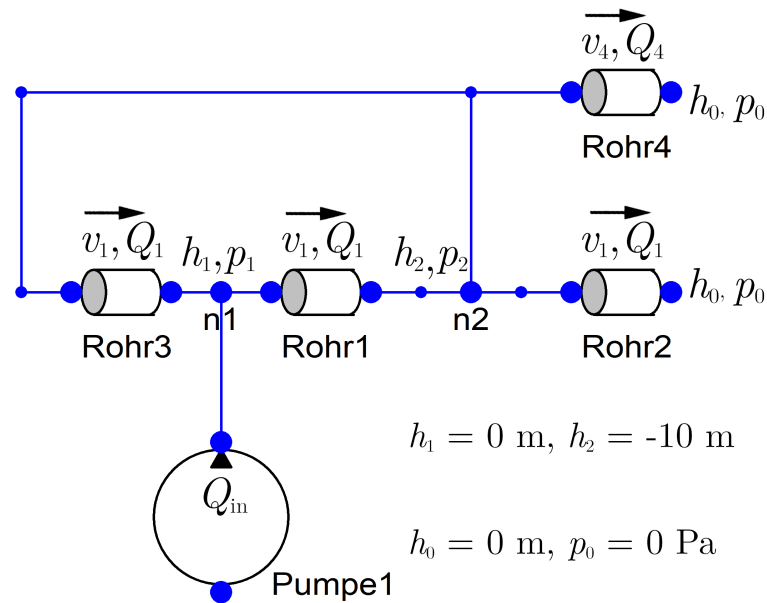 v₄, Q₄
h₀, p₀
Rohr4
v₁, Q₁
h₁, p₁
v₁, Q₁
h₂, p₂
v₁, Q₁
h₀, p₀
n1
n2
Rohr3
Rohr1
Rohr2
h₁ = 0 m, h₂ = -10 m
Qᵢₙ
h₀ = 0 m, p₀ = 0 Pa
Pumpe1